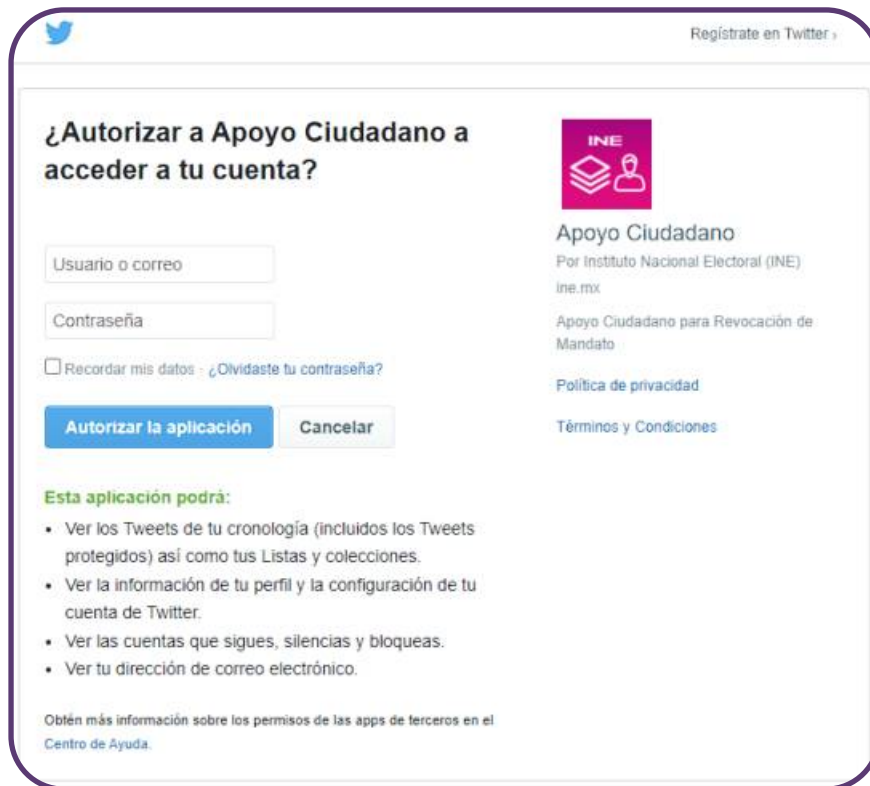 Regístrate en Twitter ›
¿Autorizar a Apoyo Ciudadano a
acceder a tu cuenta?
Usuario o correo
Contraseña
Recordar mis datos · ¿Olvidaste tu contraseña?
Autorizar la aplicación
Cancelar
Esta aplicación podrá:
• Ver los Tweets de tu cronología (incluidos los Tweets
protegidos) así como tus Listas y colecciones.
• Ver la información de tu perfil y la configuración de tu
cuenta de Twitter.
• Ver las cuentas que sigues, silencias y bloqueas.
• Ver tu dirección de correo electrónico.
Obtén más información sobre los permisos de las apps de terceros en el
Centro de Ayuda.
INE
Apoyo Ciudadano
Por Instituto Nacional Electoral (INE)
ine.mx
Apoyo Ciudadano para Revocación de
Mandato
Política de privacidad
Términos y Condiciones